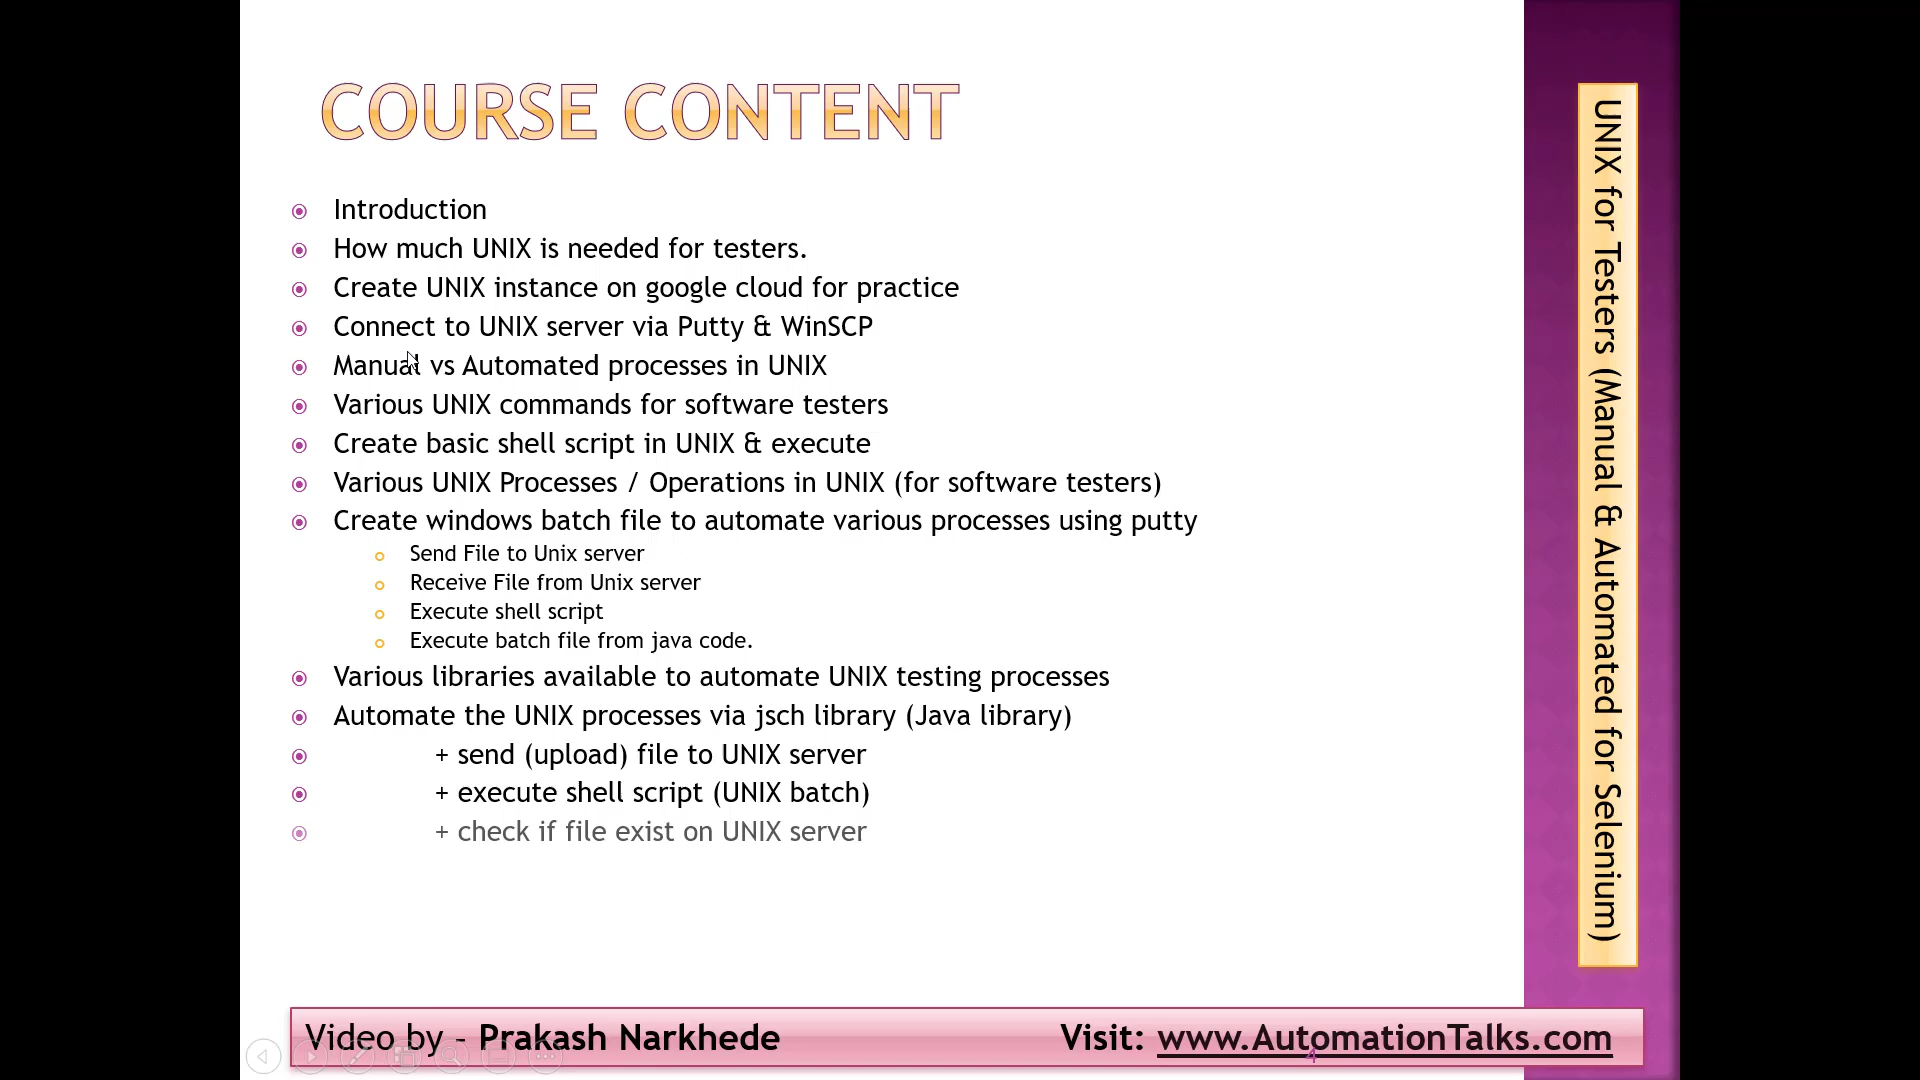 COURSE CONTENT
Introduction
How much UNIX is needed for testers.
Create UNIX instance on google cloud for practice
Connect to UNIX server via Putty & WinSCP
Manual vs Automated processes in UNIX
Various UNIX commands for software testers
Create basic shell script in UNIX & execute
Various UNIX Processes / Operations in UNIX (for software testers)
Create windows batch file to automate various processes using putty
Send File to Unix server
Receive File from Unix server
Execute shell script
Execute batch file from java code.
Various libraries available to automate UNIX testing processes
Automate the UNIX processes via jsch library (Java library)
+ send (upload) file to UNIX server
+ execute shell script (UNIX batch)
+ check if file exist on UNIX server
UNIX for Testers (Manual & Automated for Selenium)
Video by - Prakash Narkhede
Visit: www.AutomationTalks.com
4